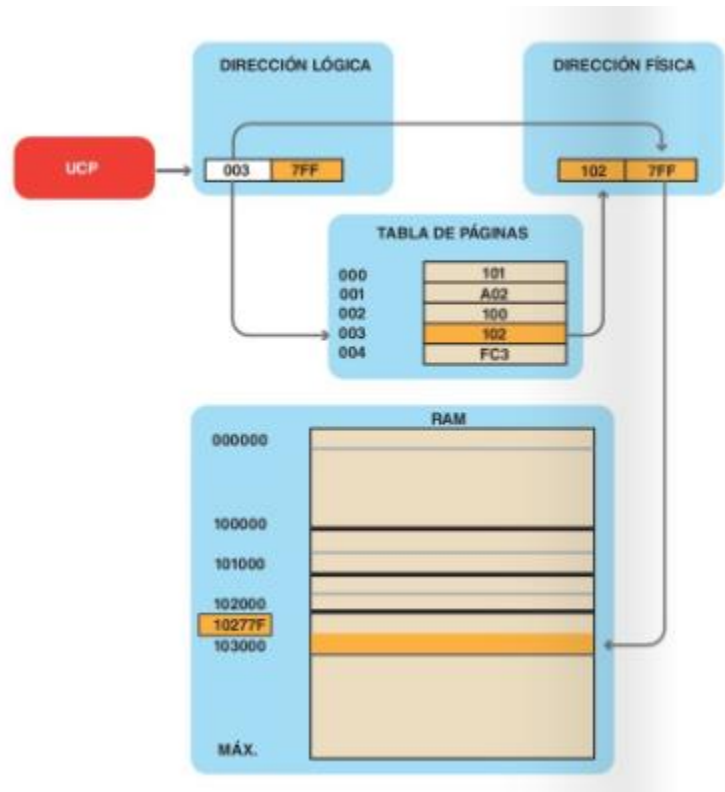 DIRECCIÓN LÓGICA
DIRECCIÓN FÍSICA
UCP
003 7FF
102 7FF
TABLA DE PÁGINAS
000 101
001 A02
002 100
003 102
004 FC3
RAM
000000
100000
101000
102000
10277F
103000
MÁX.